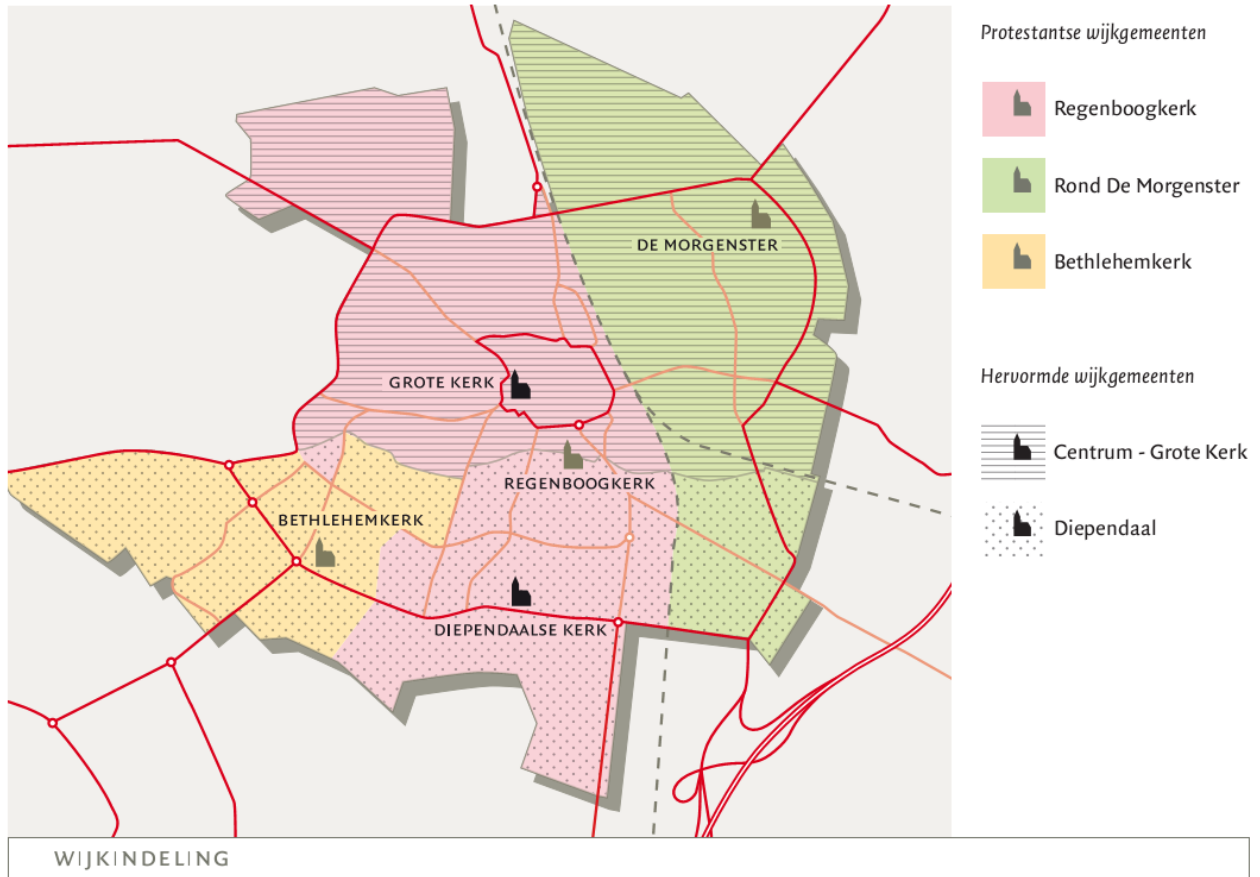 Protestantse wijkgemeenten
Regenboogkerk
Rond De Morgenster
Bethlehemkerk
Hervormde wijkgemeenten
Centrum - Grote Kerk
Diependaal
DE MORGENSTER
GROTE KERK
REGENBOOGKERK
BETHLEHEMKERK
DIEPENDAALSE KERK
WIJKINDELING